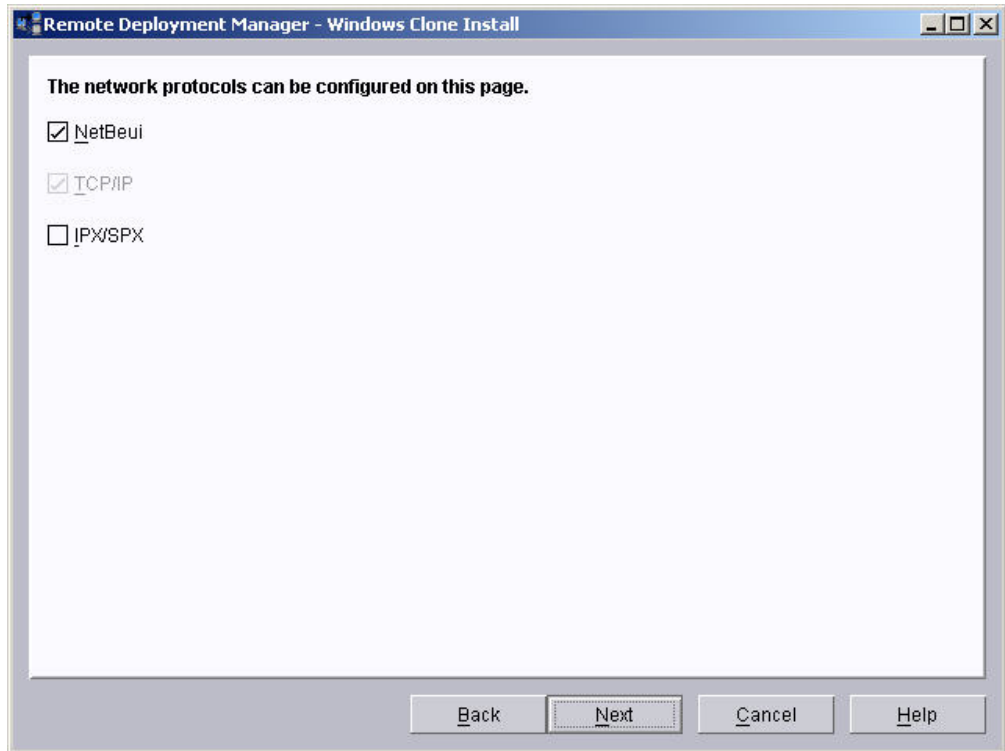 Remote Deployment Manager - Windows Clone Install
The network protocols can be configured on this page.
NetBeui
TCP/IP
IPX/SPX
Back Next Cancel Help